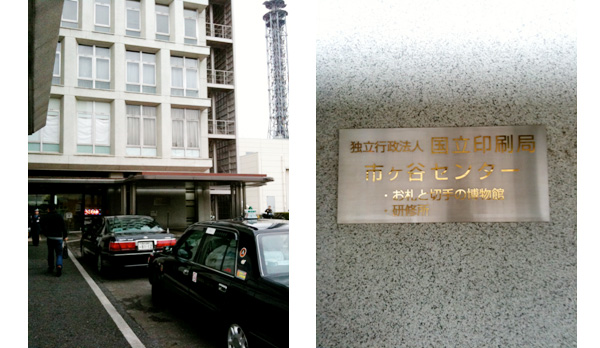 独立行政法人 国立印刷局
市ヶ谷センター
・お札と切手の博物館
・研修所